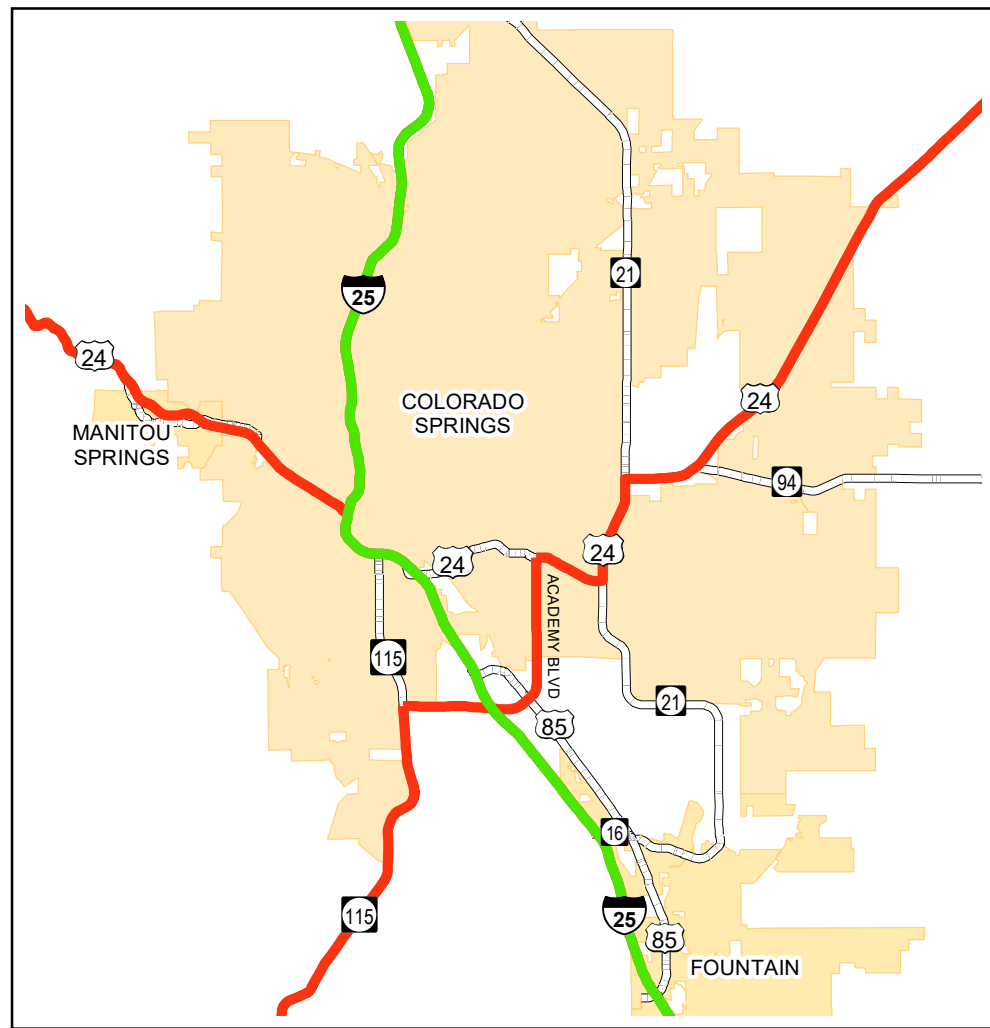 21
25
24
24
COLORADO
SPRINGS
MANITOU
SPRINGS
94
24
24
ACADEMY BLVD
115
21
85
16
115
25
85
FOUNTAIN